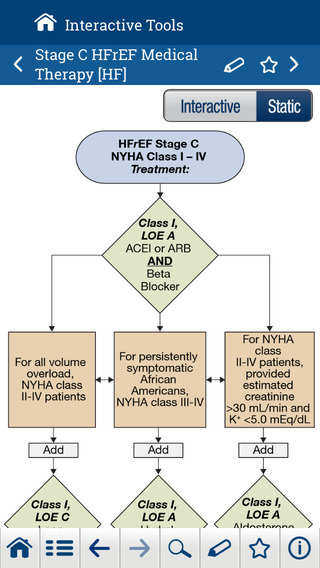 Interactive Tools
Stage C HFrEF Medical
Therapy [HF]
Interactive Static
HFrEF Stage C
NYHA Class I – IV
Treatment:
Class I,
LOE A
ACEI or ARB
AND
Beta
Blocker
For all volume
overload,
NYHA class
II-IV patients
For persistently
symptomatic
African
Americans,
NYHA class III-IV
For NYHA
class
II-IV patients,
provided
estimated
creatinine
>30 mL/min and
K+ <5.0 mEq/dL
Add
Add
Add
Class I,
LOE C
Class I,
LOE A
Class I,
LOE A
Aldosterone